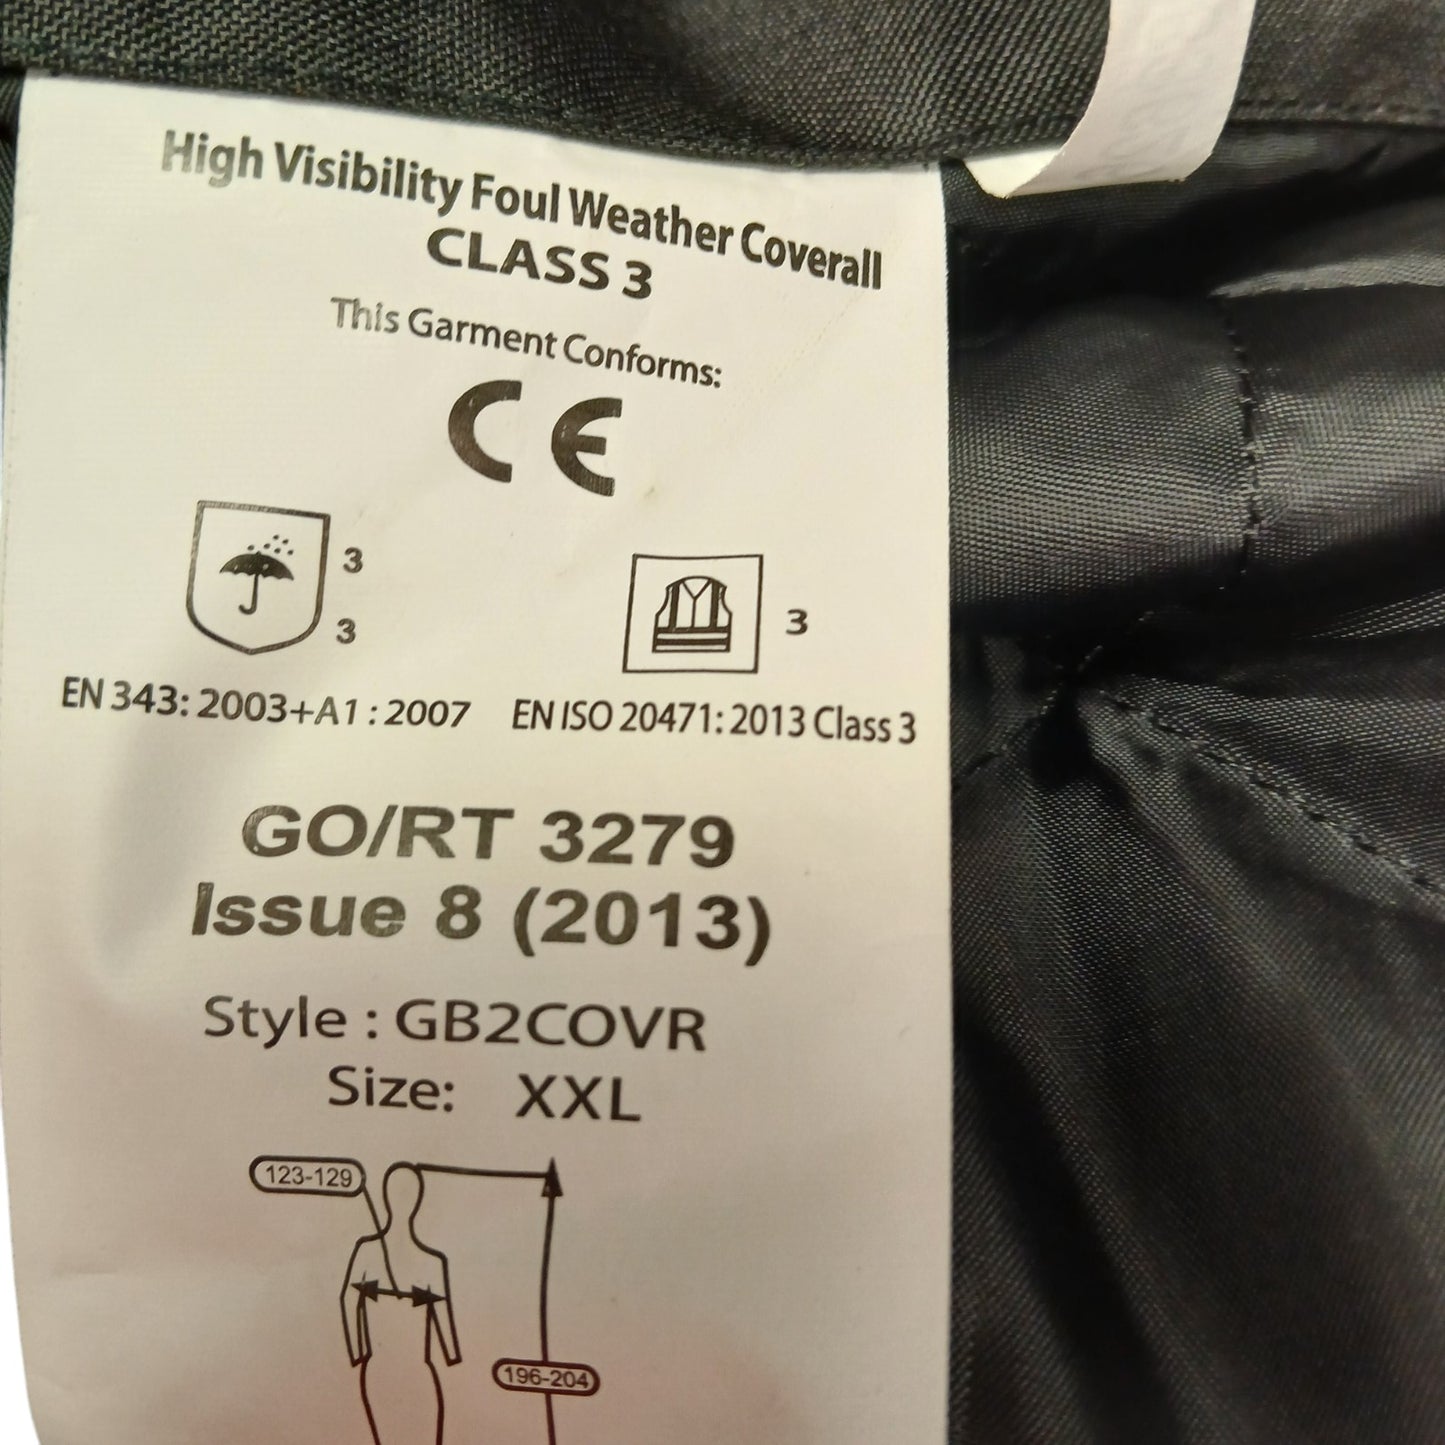 High Visibility Foul Weather Coverall
CLASS 3
This Garment Conforms:
CE
3
3
3
EN 343: 2003+A1 : 2007 EN ISO 20471: 2013 Class 3
GO/RT 3279
Issue 8 (2013)
Style : GB2COVR
Size: XXL
123-129
196-204